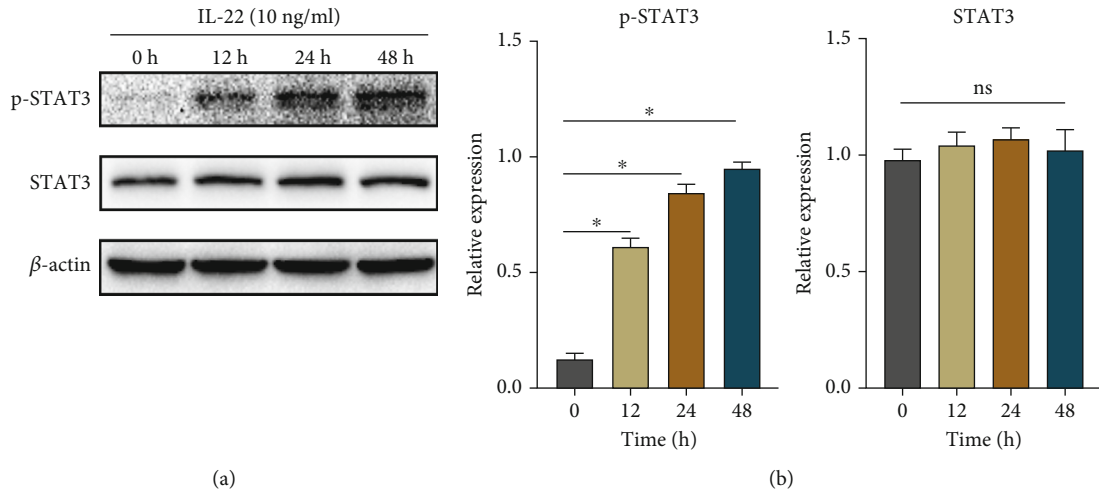 IL-22 (10 ng/ml)
0 h 12 h 24 h 48 h
p-STAT3
STAT3
β-actin
(a)
p-STAT3
Relative expression
1.5
1.0
0.5
0.0
* 
*
*
0 12 24 48
Time (h)
STAT3
Relative expression
1.5
1.0
0.5
0.0
ns
0 12 24 48
Time (h)
(b)